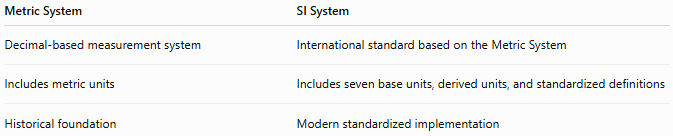 Metric System SI System
Decimal-based measurement system International standard based on the Metric System
Includes metric units Includes seven base units, derived units, and standardized definitions
Historical foundation Modern standardized implementation